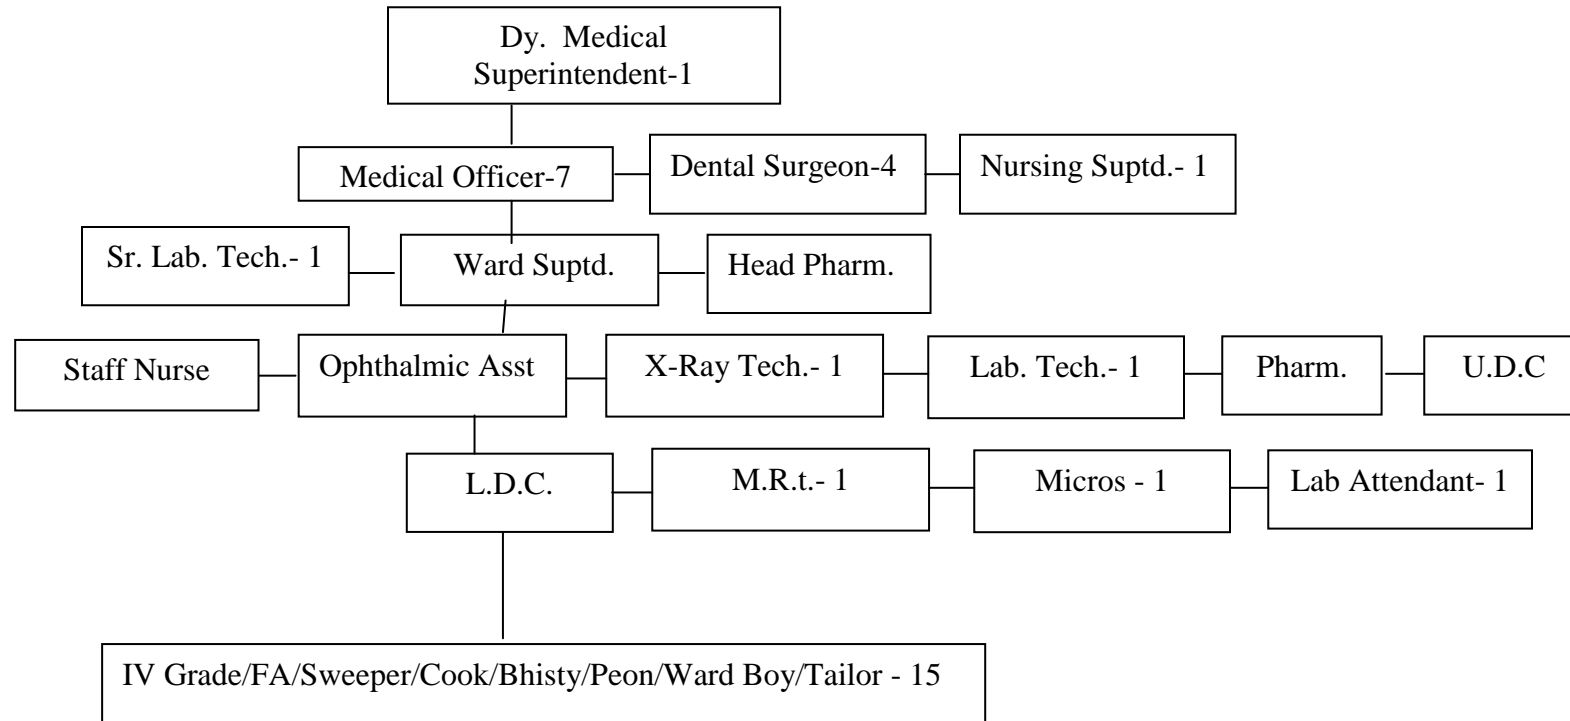 Dy.  Medical
Superintendent-1
Medical Officer-7
Dental Surgeon-4
Nursing Suptd.- 1
Sr. Lab. Tech.- 1
Ward Suptd.
Head Pharm.
Staff Nurse
Ophthalmic Asst
X-Ray Tech.- 1
Lab. Tech.- 1
Pharm.
U.D.C
L.D.C.
M.R.t.- 1
Micros - 1
Lab Attendant- 1
IV Grade/FA/Sweeper/Cook/Bhisty/Peon/Ward Boy/Tailor - 15